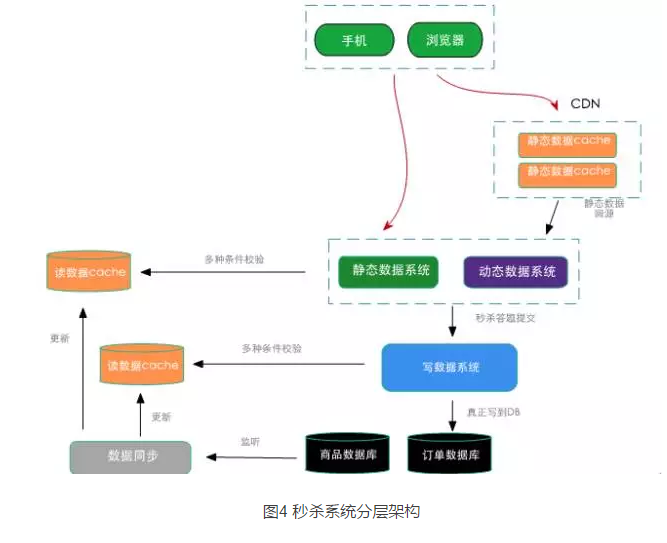 手机
浏览器
CDN
静态数据cache
静态数据cache
静态数据
回源
静态数据系统
动态数据系统
多种条件校验
读数据cache
秒杀答题提交
更新
多种条件校验
读数据cache
写数据系统
更新
真正写到DB
数据同步
监听
商品数据库
订单数据库
图4 秒杀系统分层架构